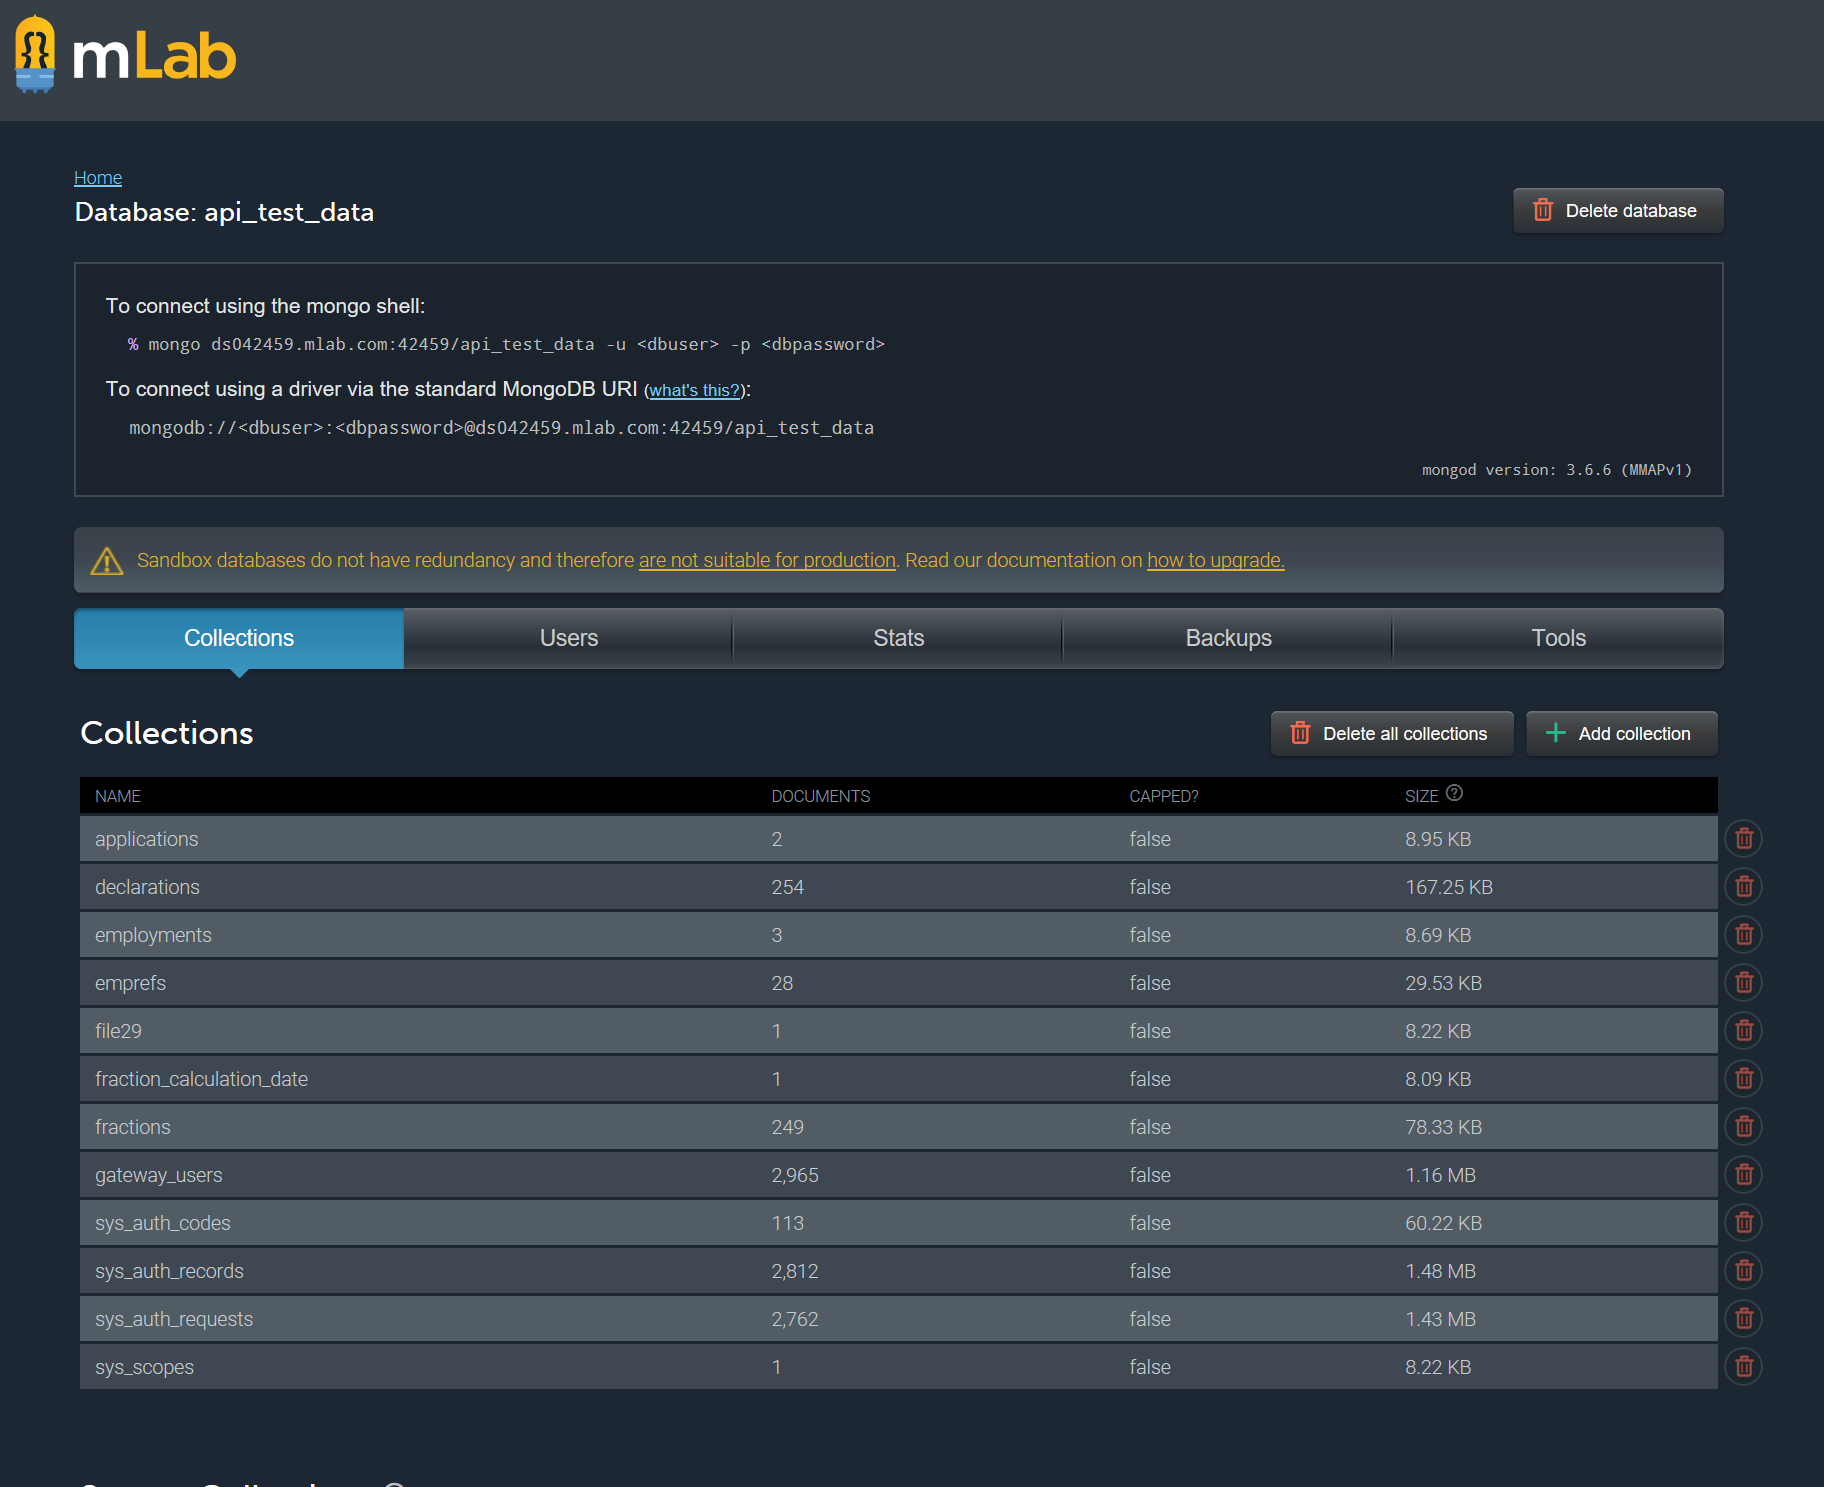 mLab
Home
Database: api_test_data
Delete database
To connect using the mongo shell:
% mongo ds042459.mlab.com:42459/api_test_data -u <dbuser> -p <dbpassword>
To connect using a driver via the standard MongoDB URI (what's this?):
mongodb://<dbuser>:<dbpassword>@ds042459.mlab.com:42459/api_test_data
mongod version: 3.6.6 (MMAPv1)
Sandbox databases do not have redundancy and therefore are not suitable for production. Read our documentation on how to upgrade.
Collections Users Stats Backups Tools
Collections
Delete all collections Add collection
NAME DOCUMENTS CAPPED? SIZE ?
applications 2 false 8.95 KB
declarations 254 false 167.25 KB
employments 3 false 8.69 KB
emprefs 28 false 29.53 KB
file29 1 false 8.22 KB
fraction_calculation_date 1 false 8.09 KB
fractions 249 false 78.33 KB
gateway_users 2,965 false 1.16 MB
sys_auth_codes 113 false 60.22 KB
sys_auth_records 2,812 false 1.48 MB
sys_auth_requests 2,762 false 1.43 MB
sys_scopes 1 false 8.22 KB